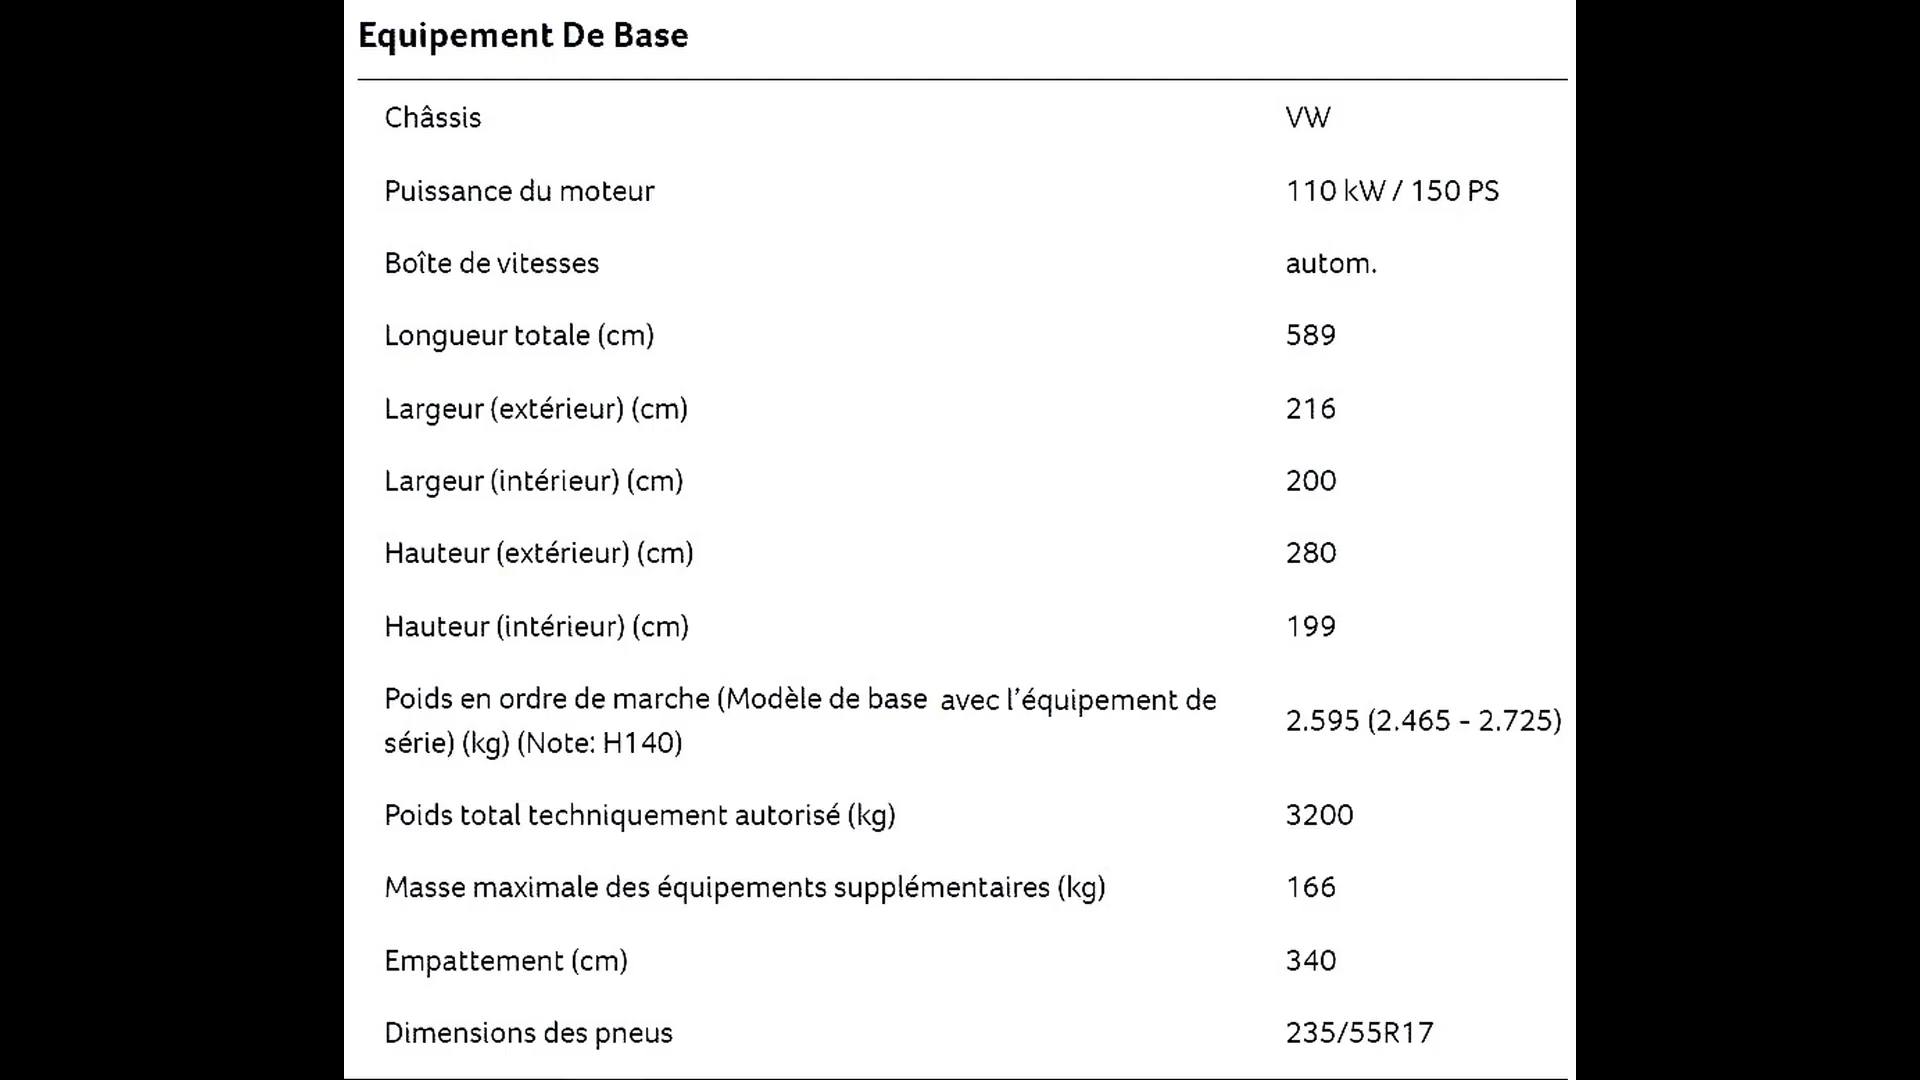 Equipement De Base
Châssis VW
Puissance du moteur 110 kW / 150 PS
Boîte de vitesses autom.
Longueur totale (cm) 589
Largeur (extérieur) (cm) 216
Largeur (intérieur) (cm) 200
Hauteur (extérieur) (cm) 280
Hauteur (intérieur) (cm) 199
Poids en ordre de marche (Modèle de base avec l’équipement de
série) (kg) (Note: H140) 2.595 (2.465 - 2.725)
Poids total techniquement autorisé (kg) 3200
Masse maximale des équipements supplémentaires (kg) 166
Empattement (cm) 340
Dimensions des pneus 235/55R17